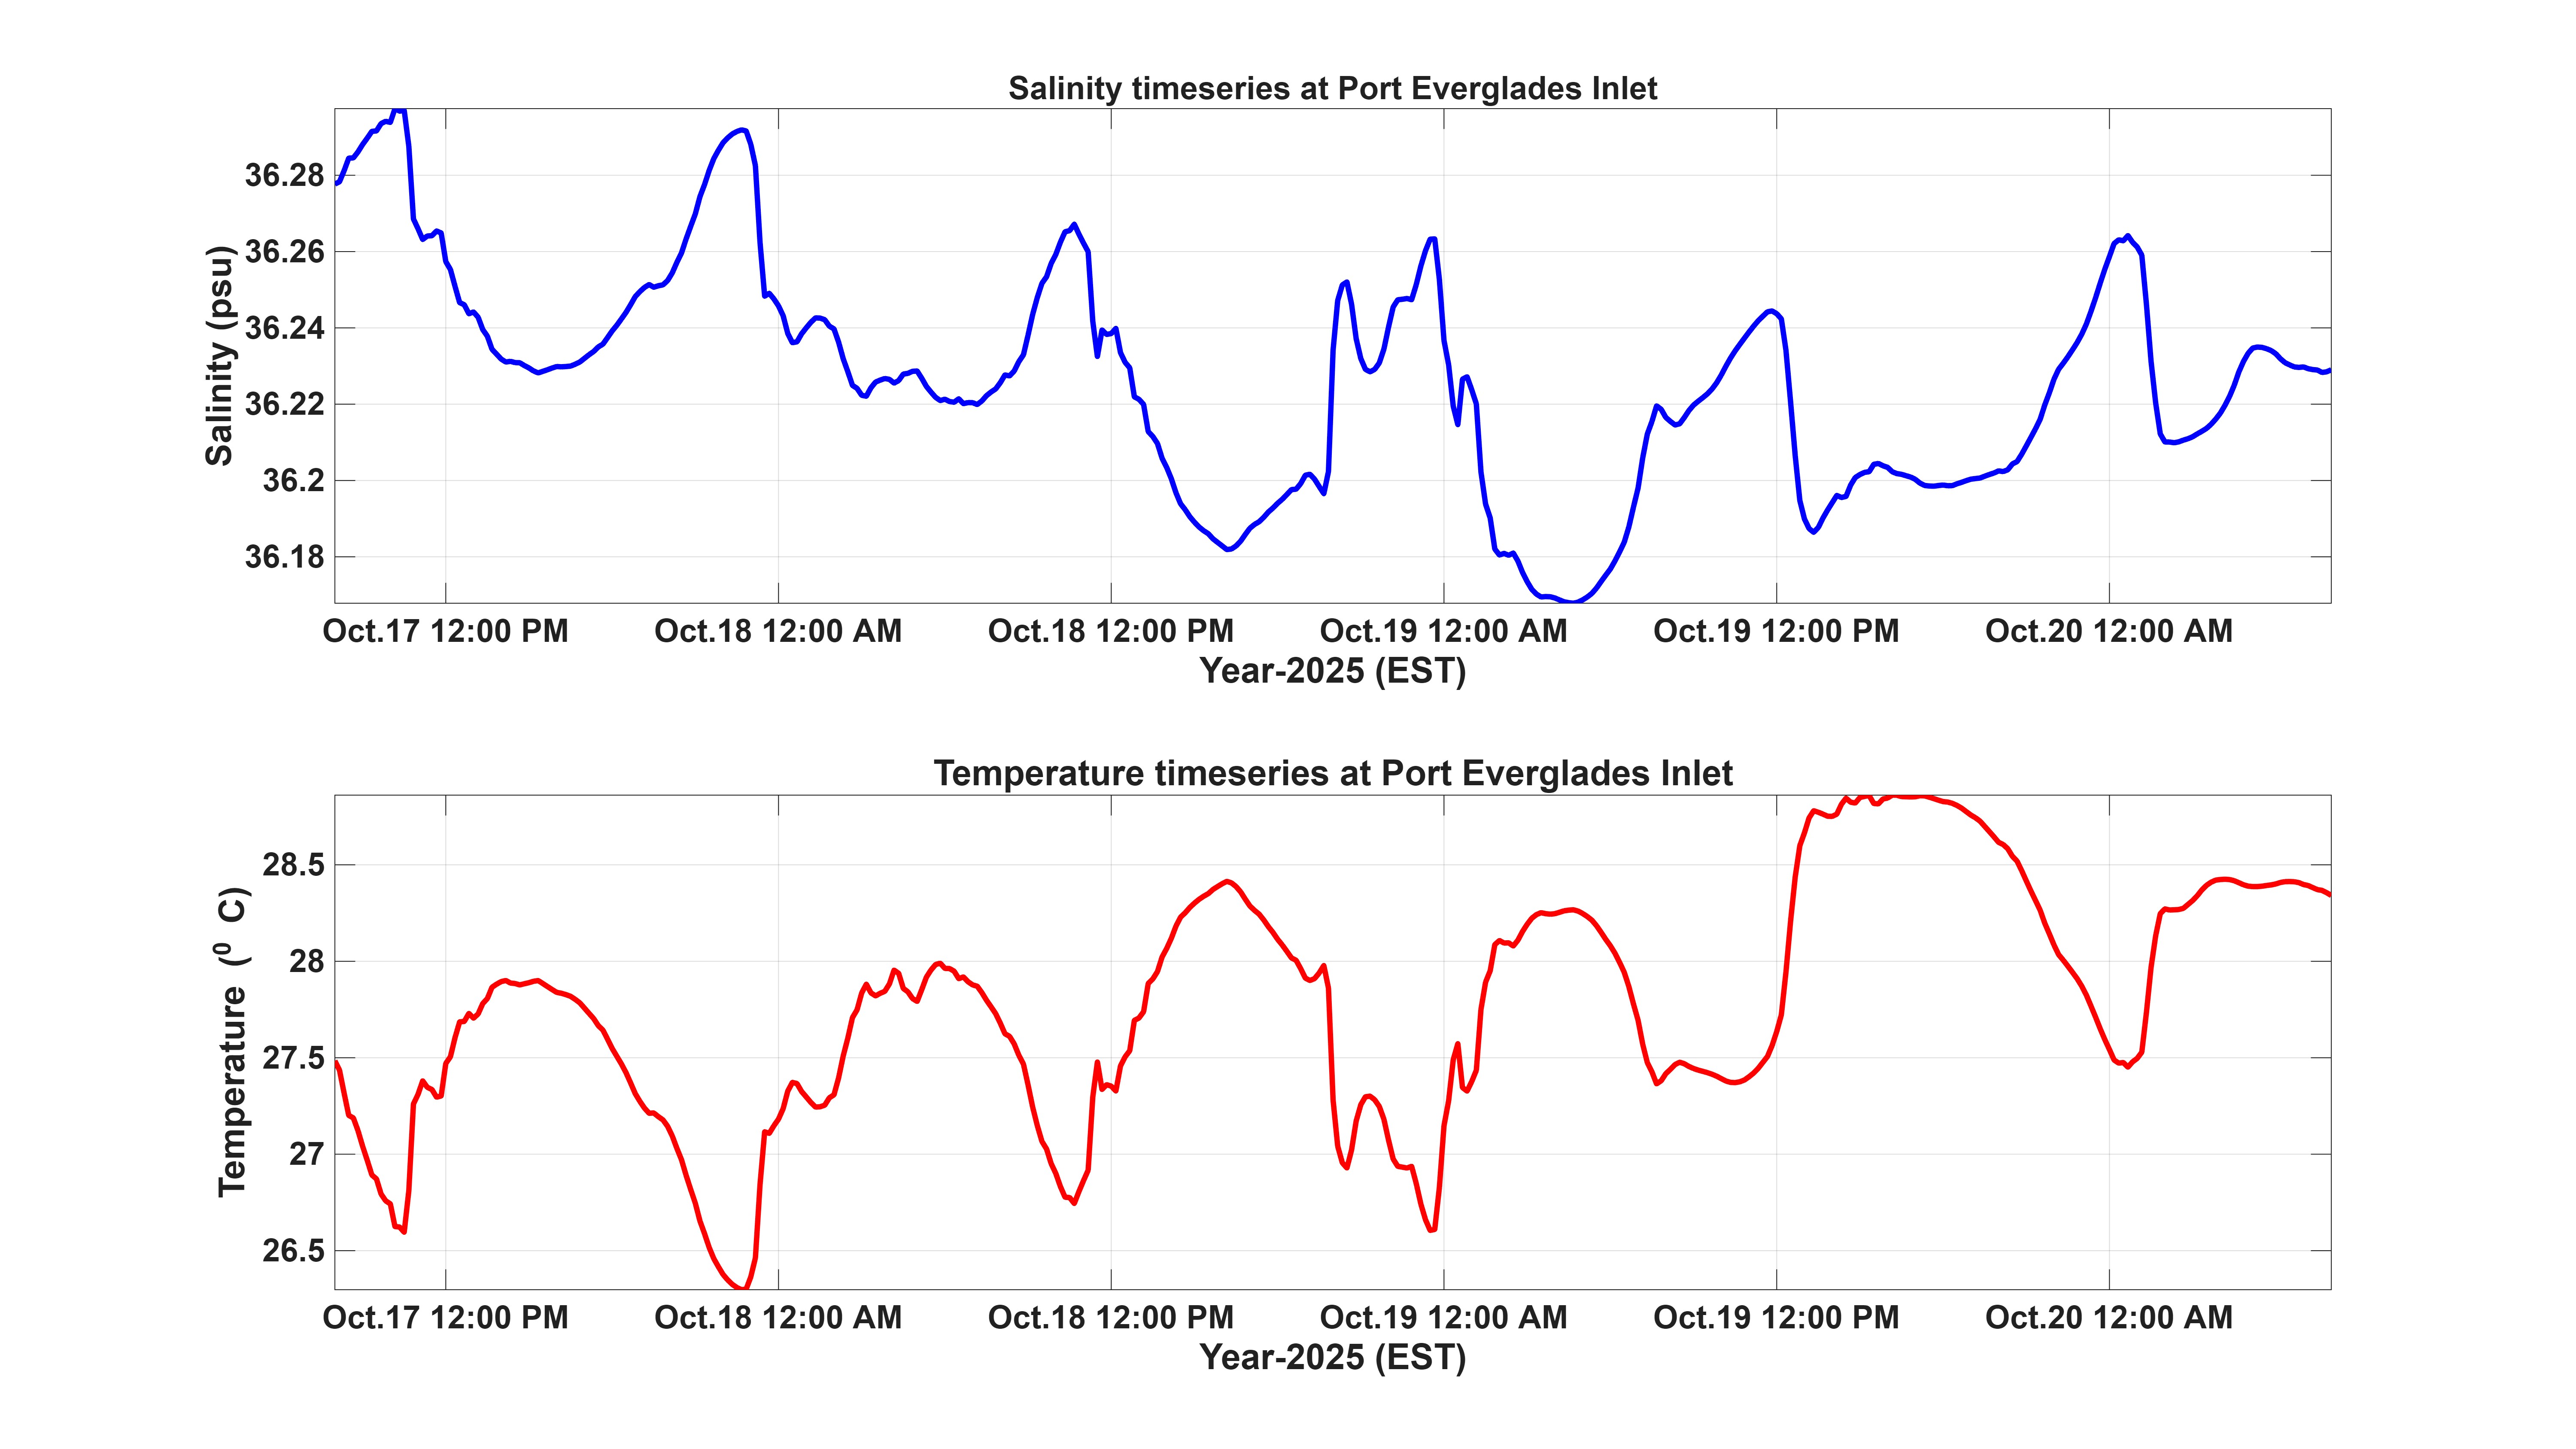 Salinity timeseries at Port Everglades Inlet
Salinity (psu)
36.28
36.26
36.24
36.22
36.2
36.18
Oct.17 12:00 PM Oct.18 12:00 AM Oct.18 12:00 PM Oct.19 12:00 AM Oct.19 12:00 PM Oct.20 12:00 AM
Year-2025 (EST)
Temperature timeseries at Port Everglades Inlet
Temperature (⁰ C)
28.5
28
27.5
27
26.5
Oct.17 12:00 PM Oct.18 12:00 AM Oct.18 12:00 PM Oct.19 12:00 AM Oct.19 12:00 PM Oct.20 12:00 AM
Year-2025 (EST)